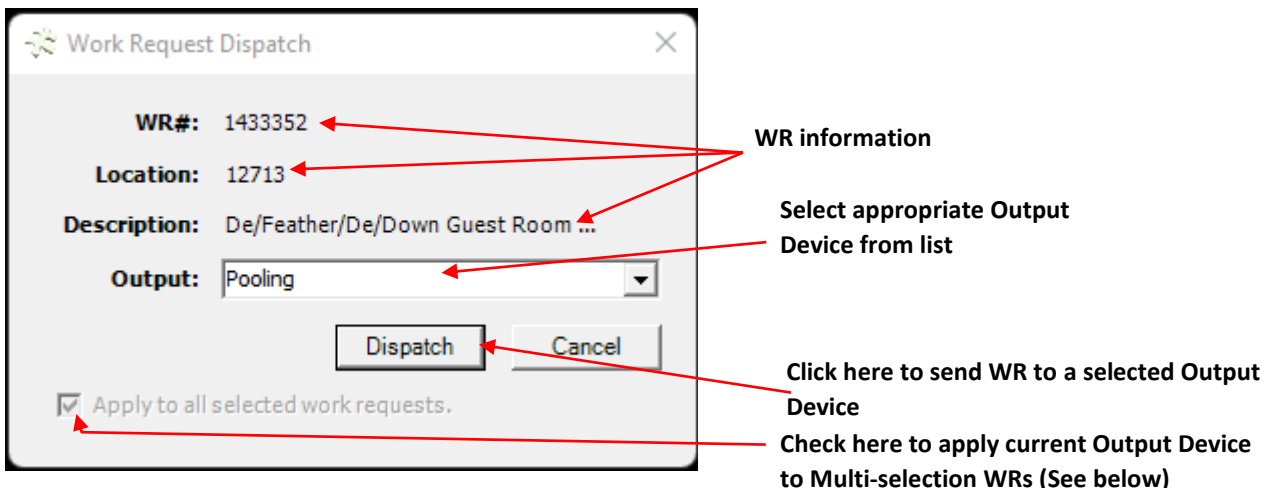 Work Request Dispatch
WR#: 1433352
Location: 12713
Description: De/Feather/De/Down Guest Room ...
Output: Pooling
Dispatch Cancel
Apply to all selected work requests.
WR information
Select appropriate Output
Device from list
Click here to send WR to a selected Output
Device
Check here to apply current Output Device
to Multi-selection WRs (See below)